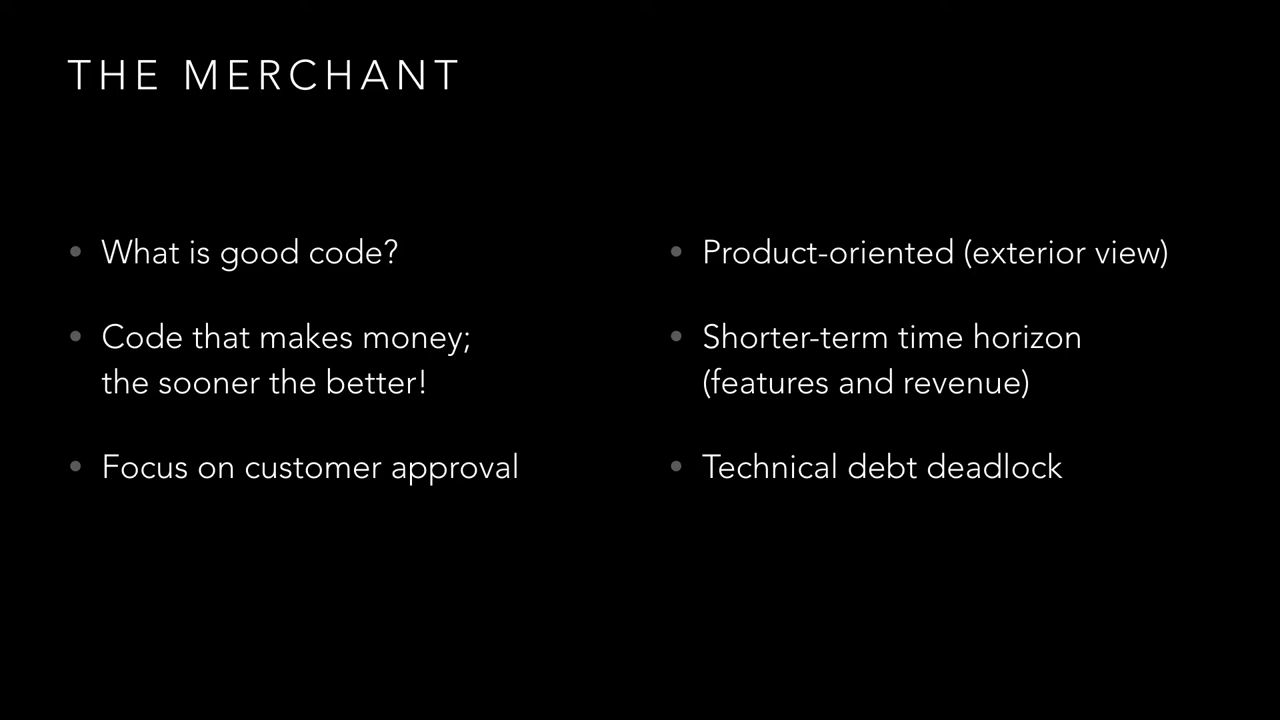 THE MERCHANT
• What is good code?
• Code that makes money;
the sooner the better!
• Focus on customer approval
• Product-oriented (exterior view)
• Shorter-term time horizon
(features and revenue)
• Technical debt deadlock